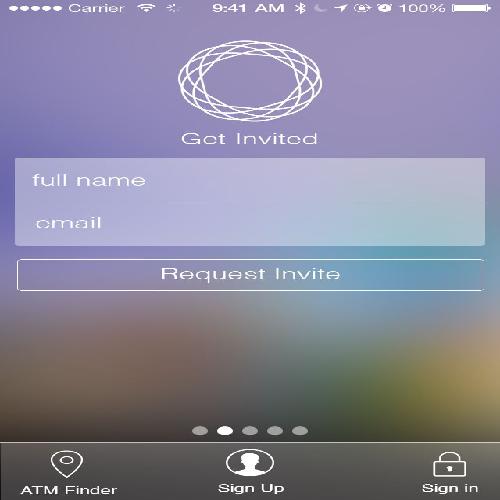 Carrier 9:41 AM 100%
Get Invited
full name
email
Request Invite
ATM Finder Sign Up Sign in